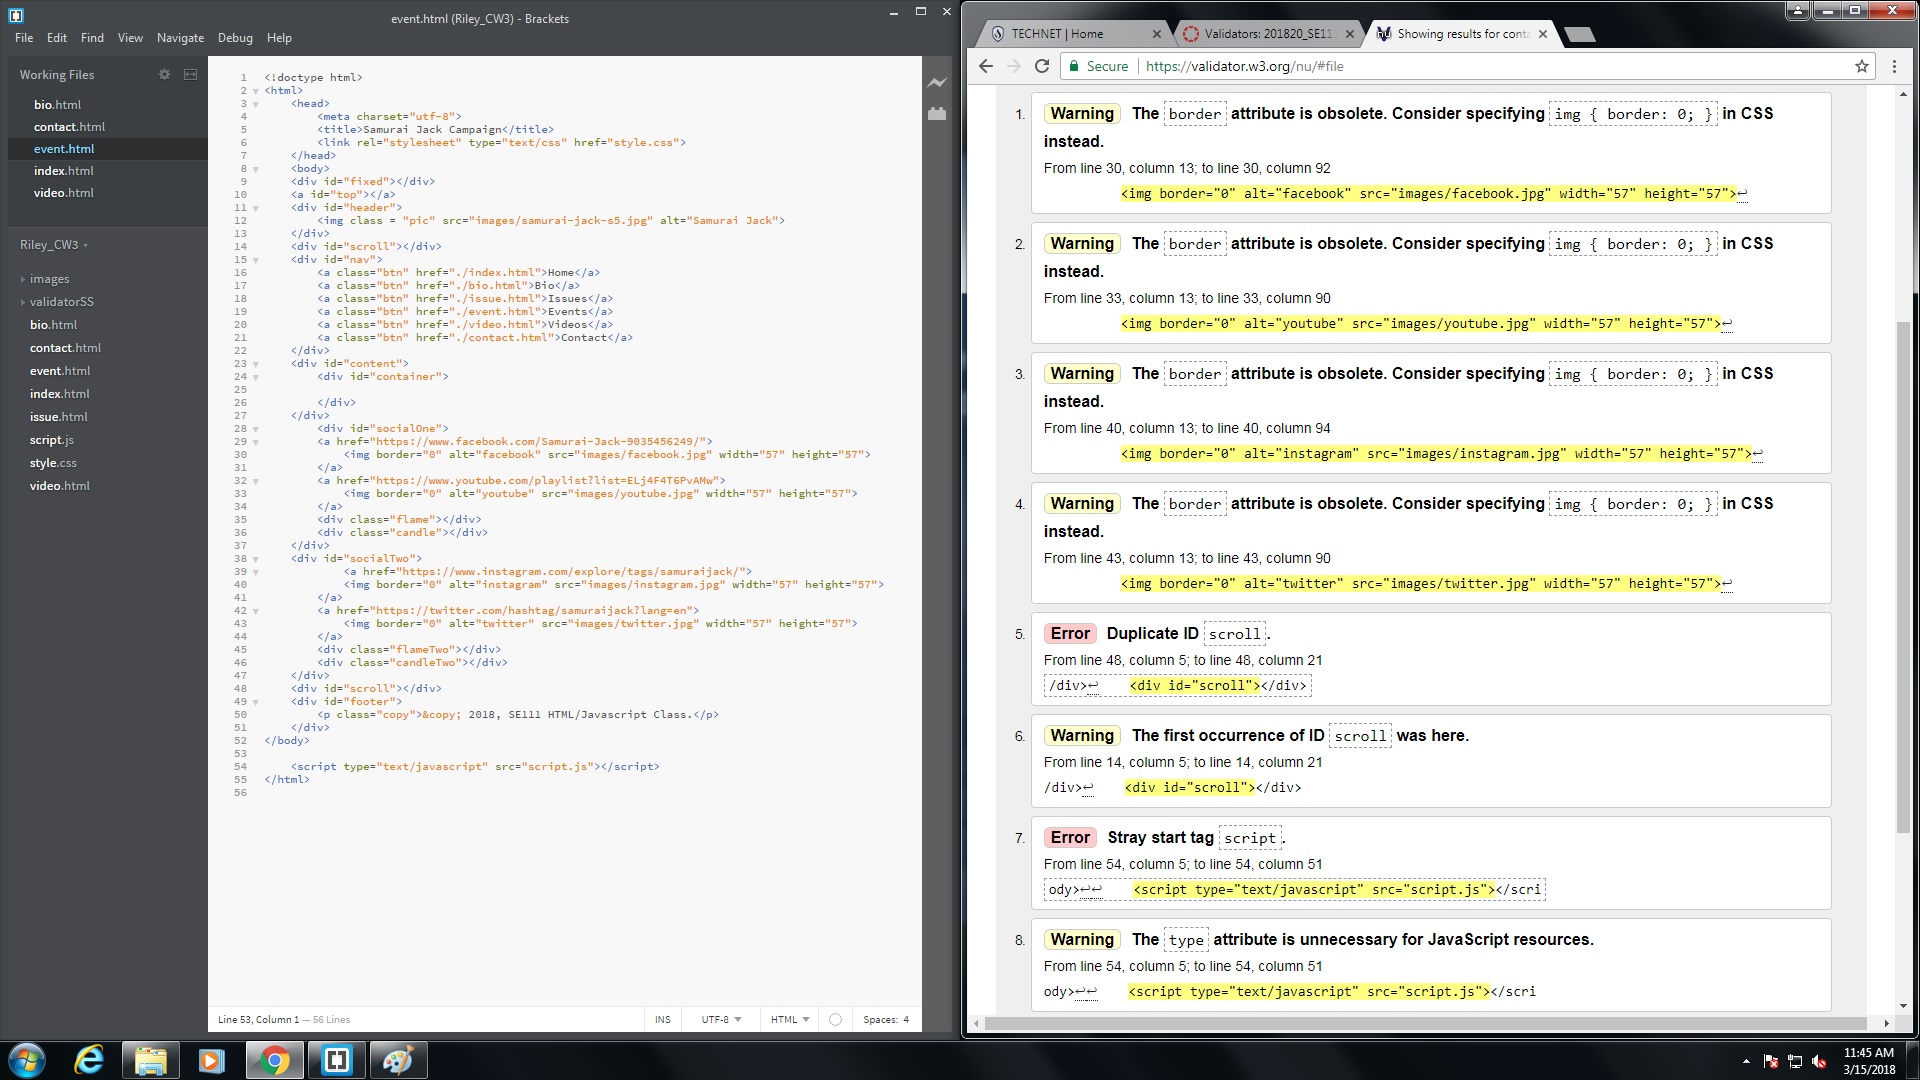 event.html (Riley_CW3) - Brackets
File Edit Find View Navigate Debug Help
Working Files
bio.html
contact.html
event.html
index.html
video.html
Riley_CW3
images
validatorSS
bio.html
contact.html
event.html
index.html
issue.html
script.js
style.css
video.html
1 <!doctype html>
2 <html>
3 <head>
4 <meta charset="utf-8">
5 <title>Samurai Jack Campaign</title>
6 <link rel="stylesheet" type="text/css" href="style.css">
7 </head>
8 <body>
9 <div id="fixed"></div>
10 <a id="top"></a>
11 <div id="header">
12 <img class = "pic" src="images/samurai-jack-s5.jpg" alt="Samurai Jack">
13 </div>
14 <div id="scroll"></div>
15 <div id="nav">
16 <a class="btn" href="./index.html">Home</a>
17 <a class="btn" href="./bio.html">Bio</a>
18 <a class="btn" href="./issue.html">Issues</a>
19 <a class="btn" href="./event.html">Events</a>
20 <a class="btn" href="./video.html">Videos</a>
21 <a class="btn" href="./contact.html">Contact</a>
22 </div>
23 <div id="content">
24 <div id="container">
25
26 </div>
27 </div>
28 <div id="socialOne">
29 <a href="https://www.facebook.com/Samurai-Jack-9035456249/">
30 <img border="0" alt="facebook" src="images/facebook.jpg" width="57" height="57">
31 </a>
32 <a href="https://www.youtube.com/playlist?list=ELj4F4T6PvAMw">
33 <img border="0" alt="youtube" src="images/youtube.jpg" width="57" height="57">
34 </a>
35 <div class="flame"></div>
36 <div class="candle"></div>
37 </div>
38 <div id="socialTwo">
39 <a href="https://www.instagram.com/explore/tags/samuraijack/">
40 <img border="0" alt="instagram" src="images/instagram.jpg" width="57" height="57">
41 </a>
42 <a href="https://twitter.com/hashtag/samuraijack?lang=en">
43 <img border="0" alt="twitter" src="images/twitter.jpg" width="57" height="57">
44 </a>
45 <div class="flameTwo"></div>
46 <div class="candleTwo"></div>
47 </div>
48 <div id="scroll"></div>
49 <div id="footer">
50 <p class="copy">&copy; 2018, SE111 HTML/Javascript Class.</p>
51 </div>
52 </body>
53
54 <script type="text/javascript" src="script.js"></script>
55 </html>
56
Line 53, Column 1 — 56 Lines
INS UTF-8 HTML Spaces: 4
TECHNET | Home
Validators: 201820_SE11
Showing results for conta
Secure https://validator.w3.org/nu/#file
1. Warning The border attribute is obsolete. Consider specifying img { border: 0; } in CSS
instead.
From line 30, column 13; to line 30, column 92
<img border="0" alt="facebook" src="images/facebook.jpg" width="57" height="57">↩
2. Warning The border attribute is obsolete. Consider specifying img { border: 0; } in CSS
instead.
From line 33, column 13; to line 33, column 90
<img border="0" alt="youtube" src="images/youtube.jpg" width="57" height="57">↩
3. Warning The border attribute is obsolete. Consider specifying img { border: 0; } in CSS
instead.
From line 40, column 13; to line 40, column 94
<img border="0" alt="instagram" src="images/instagram.jpg" width="57" height="57">↩
4. Warning The border attribute is obsolete. Consider specifying img { border: 0; } in CSS
instead.
From line 43, column 13; to line 43, column 90
<img border="0" alt="twitter" src="images/twitter.jpg" width="57" height="57">↩
5. Error Duplicate ID scroll.
From line 48, column 5; to line 48, column 21
/div>↩ <div id="scroll"></div>
6. Warning The first occurrence of ID scroll was here.
From line 14, column 5; to line 14, column 21
/div>↩ <div id="scroll"></div>
7. Error Stray start tag script.
From line 54, column 5; to line 54, column 51
ody>↩↩ <script type="text/javascript" src="script.js"></scri
8. Warning The type attribute is unnecessary for JavaScript resources.
From line 54, column 5; to line 54, column 51
ody>↩↩ <script type="text/javascript" src="script.js"></scri
11:45 AM
3/15/2018